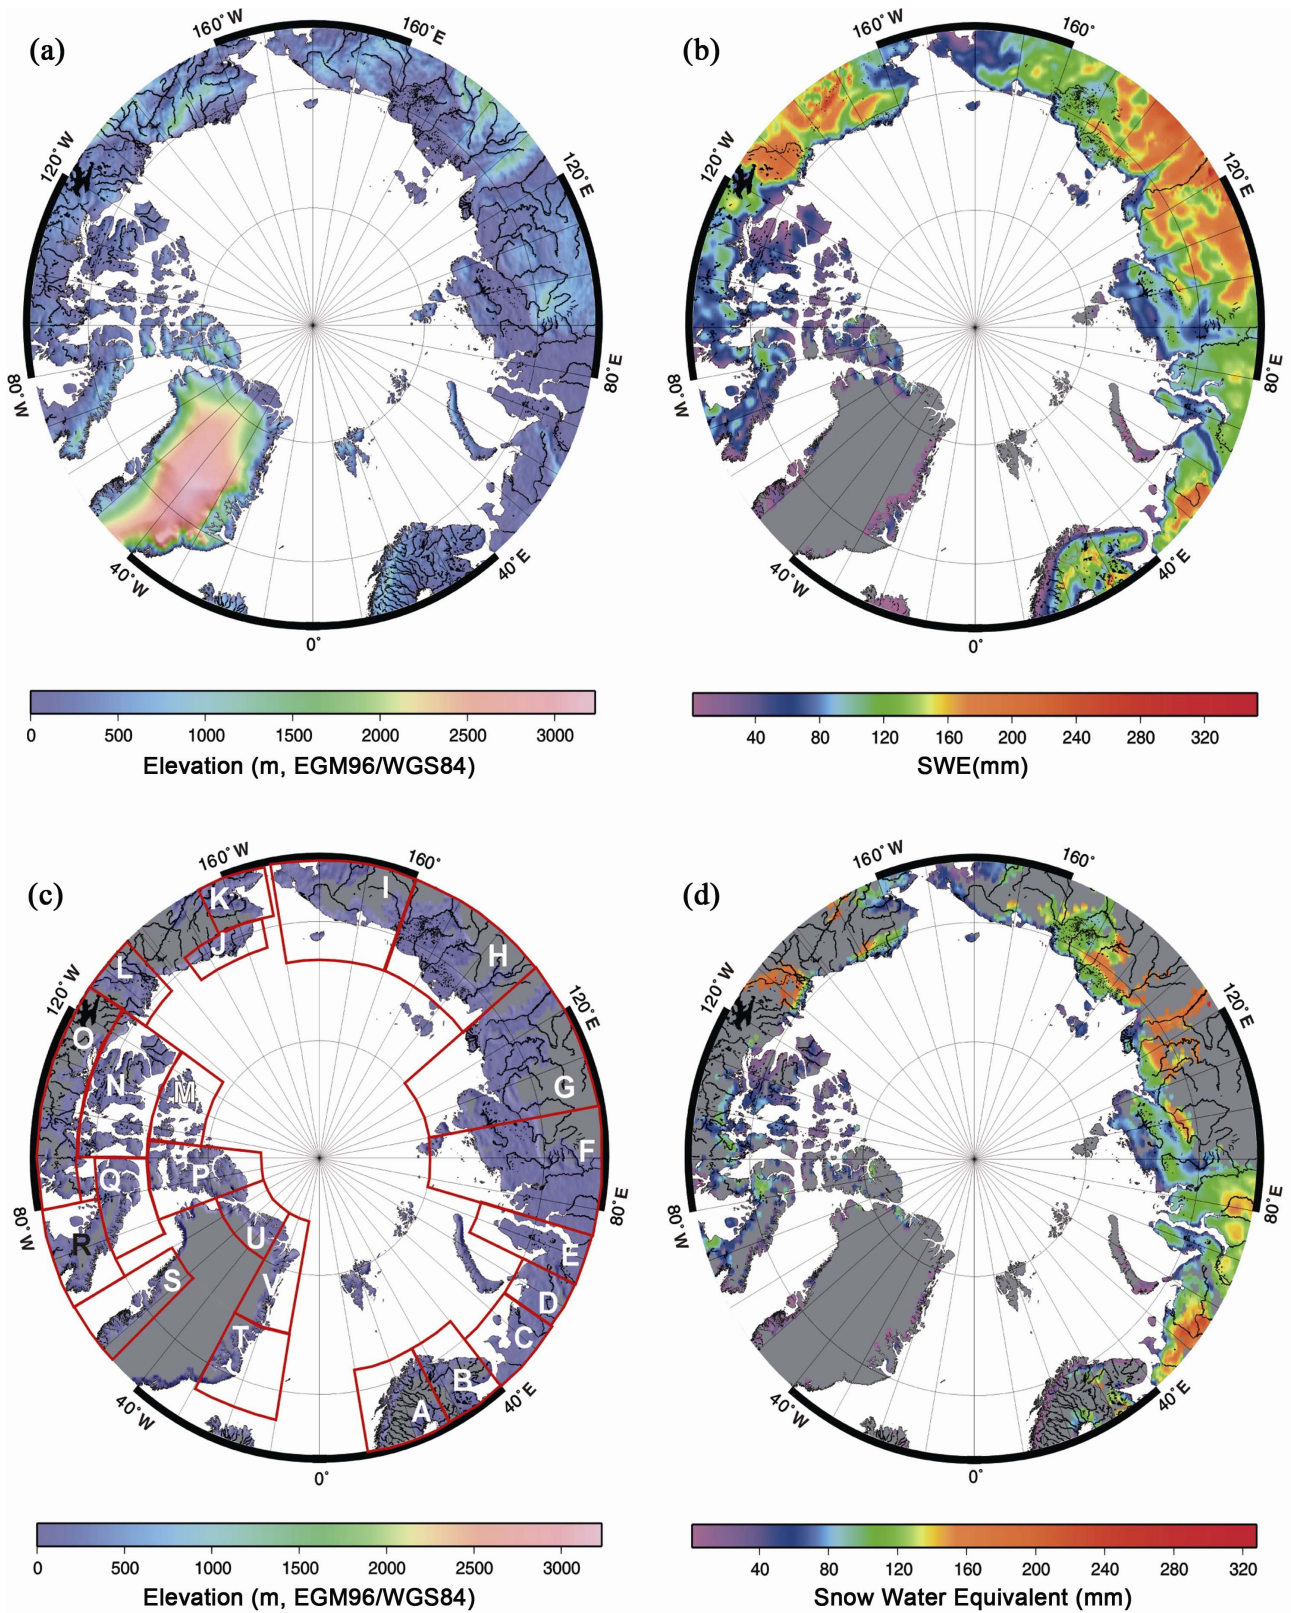 (a)
160˚W
160˚E
120˚W
120˚E
80˚W
80˚E
40˚W
40˚E
0˚
0 500 1000 1500 2000 2500 3000
Elevation (m, EGM96/WGS84)
(b)
160˚W
160˚
120˚W
120˚E
80˚W
80˚E
40˚W
40˚E
0˚
40 80 120 160 200 240 280 320
SWE(mm)
(c)
160˚W
160˚
120˚W
120˚E
80˚W
80˚E
40˚W
40˚E
0˚
K
I
J
H
L
O
N
M
G
F
P
Q
R
U
E
S
V
D
T
C
B
A
0 500 1000 1500 2000 2500 3000
Elevation (m, EGM96/WGS84)
(d)
160˚W
160˚
120˚W
120˚E
80˚W
80˚E
40˚W
40˚E
0˚
40 80 120 160 200 240 280 320
Snow Water Equivalent (mm)